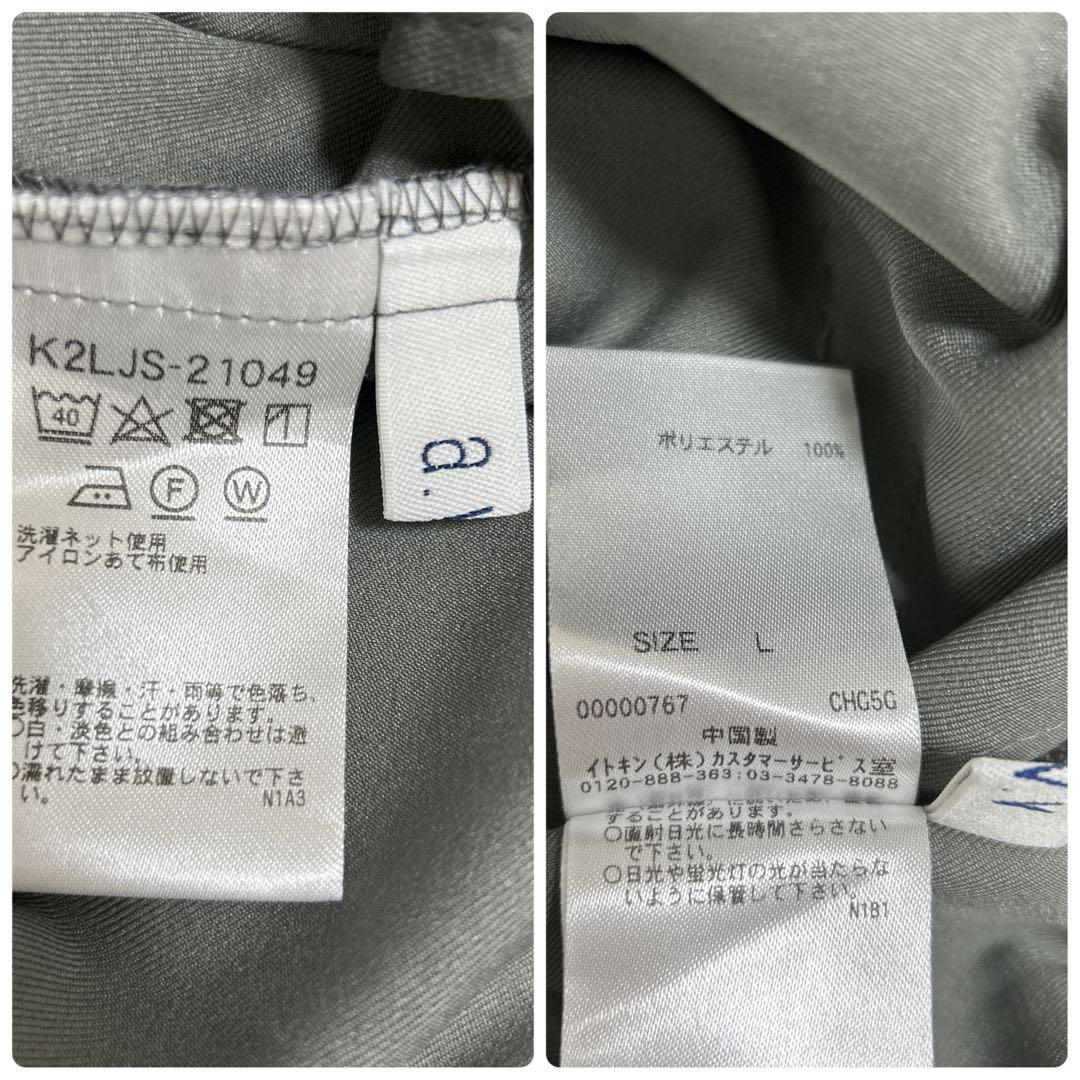 K2LJS-21049
40
F W
洗濯ネット使用
アイロンあて布使用
洗濯・摩擦・汗・雨等で色落ち、
色移りすることがあります。
○白・淡色との組み合わせは避
けて下さい。
○濡れたまま放置しないで下さ
い。
N1A3
a.v
ポリエステル 100%
SIZE L
00000767 CHG5G
中国製
イトキン(株)カスタマーサービス室
0120-888-363:03-3478-8088
することがあります。
○直射日光に長時間さらさない
で下さい。
○日光や蛍光灯の光が当たらな
いように保管して下さい。
N1B1